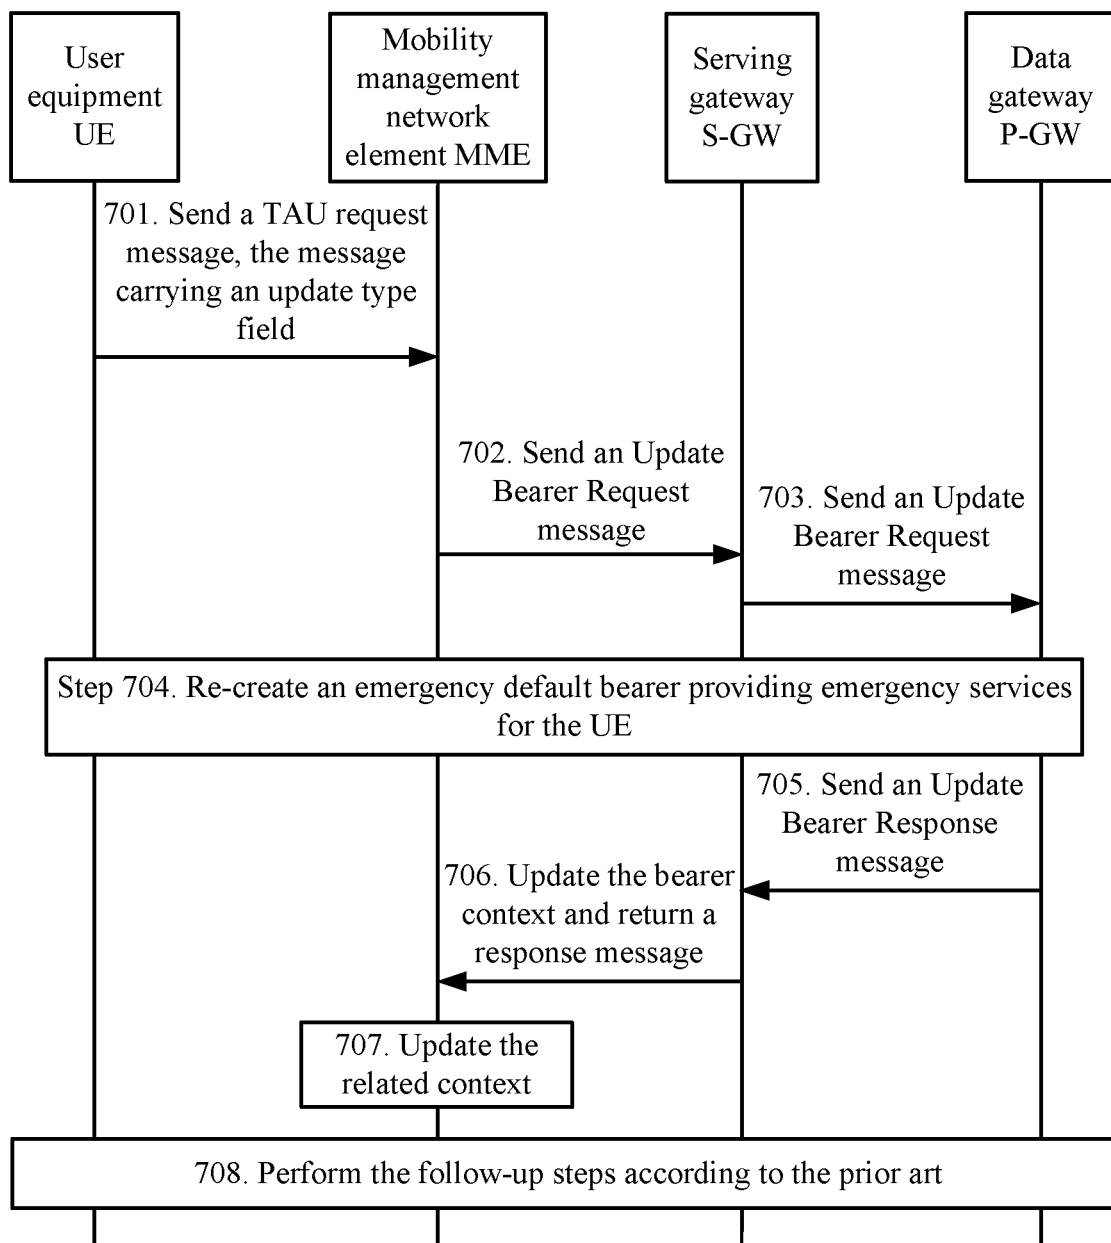 User
equipment
UE
Mobility
management
network
element MME
Serving
gateway
S-GW
Data
gateway
P-GW
701. Send a TAU request
message, the message
carrying an update type
field
702. Send an Update
Bearer Request
message
703. Send an Update
Bearer Request
message
Step 704. Re-create an emergency default bearer providing emergency services
for the UE
705. Send an Update
Bearer Response
message
706. Update the bearer
context and return a
response message
707. Update the
related context
708. Perform the follow-up steps according to the prior art